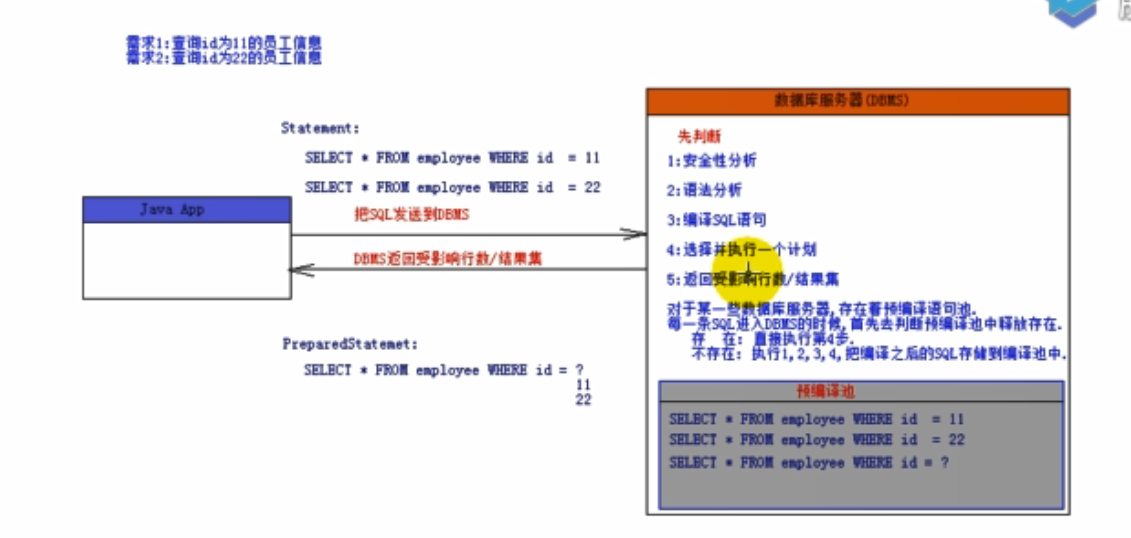 需求1:查询id为11的员工信息
需求2:查询id为22的员工信息
Statement:
SELECT * FROM employee WHERE id = 11
SELECT * FROM employee WHERE id = 22
Java App
把SQL发送到DBMS
DBMS返回受影响行数/结果集
PreparedStatemet:
SELECT * FROM employee WHERE id = ?
11
22
数据库服务器(DBMS)
先判断
1:安全性分析
2:语法分析
3:编译SQL语句
4:选择并执行一个计划
5:返回受影响行数/结果集
对于某一些数据库服务器,存在着预编译语句池.
每一条SQL进入DBMS的时候,首先去判断预编译池中释放存在.
存 在: 直接执行第4步.
不存在: 执行1,2,3,4,把编译之后的SQL存储到编译池中.
预编译池
SELECT * FROM employee WHERE id = 11
SELECT * FROM employee WHERE id = 22
SELECT * FROM employee WHERE id = ?